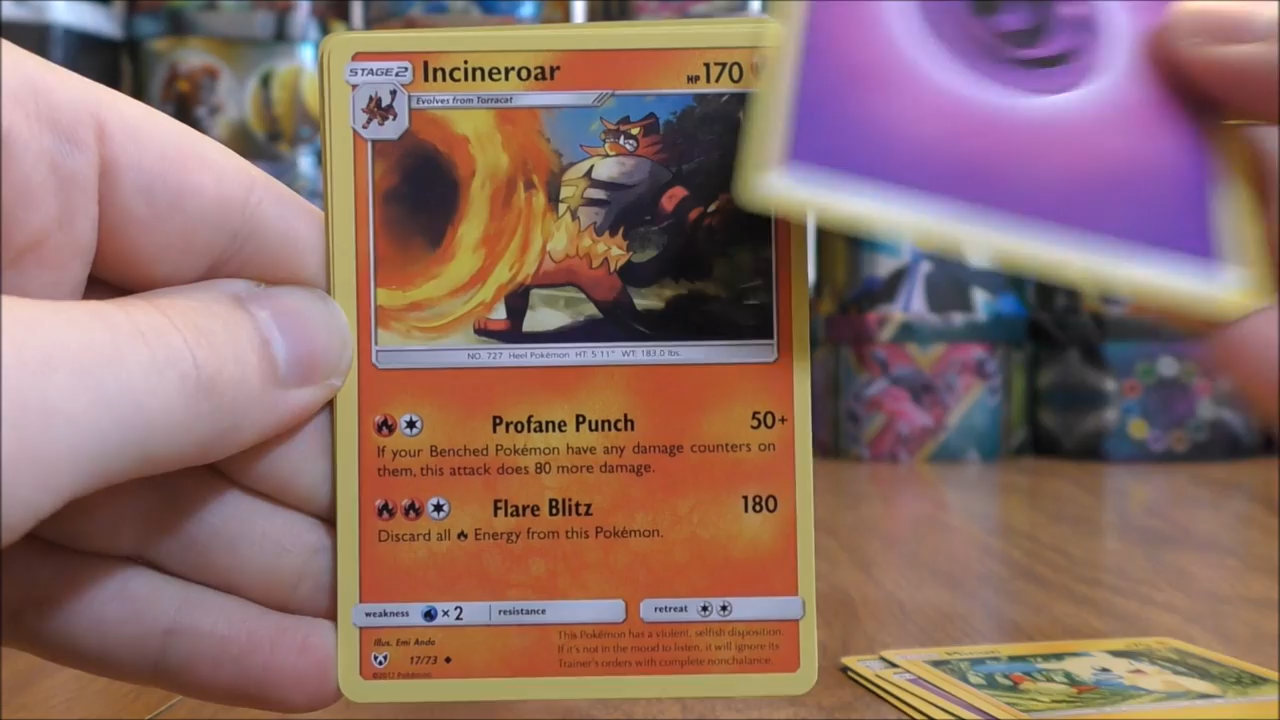 STAGE2 Incineroar HP 170
Evolves from Torracat
NO. 727 Heel Pokémon HT: 5'11" WT: 183.0 lbs.
Profane Punch 50+
If your Benched Pokémon have any damage counters on
them, this attack does 80 more damage.
Flare Blitz 180
Discard all Energy from this Pokémon.
weakness ×2 resistance retreat
Illus. Emi Ando
17/73
©2017 Pokémon
This Pokémon has a violent, selfish disposition.
If it's not in the mood to listen, it will ignore its
Trainer's orders with complete nonchalance.